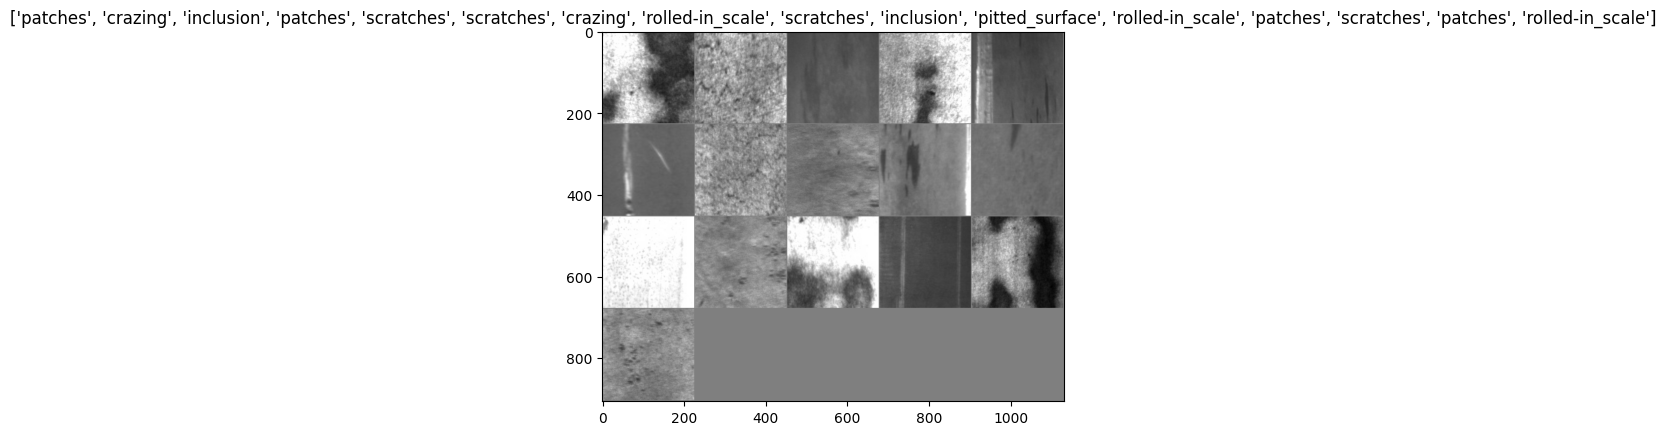 ['patches', 'crazing', 'inclusion', 'patches', 'scratches', 'scratches', 'crazing', 'rolled-in_scale', 'scratches', 'inclusion', 'pitted_surface', 'rolled-in_scale', 'patches', 'scratches', 'patches', 'rolled-in_scale']
0
200
400
600
800
0 200 400 600 800 1000